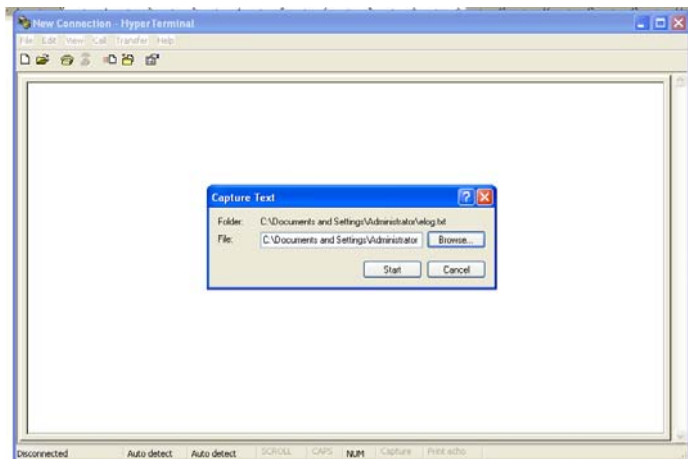 New Connection - HyperTerminal
File Edit View Call Transfer Help
Capture Text
Folder: C:\Documents and Settings\Administrator\elog.txt
File: C:\Documents and Settings\Administrator Browse...
Start Cancel
Disconnected Auto detect Auto detect SCROLL CAPS NUM Capture Print echo